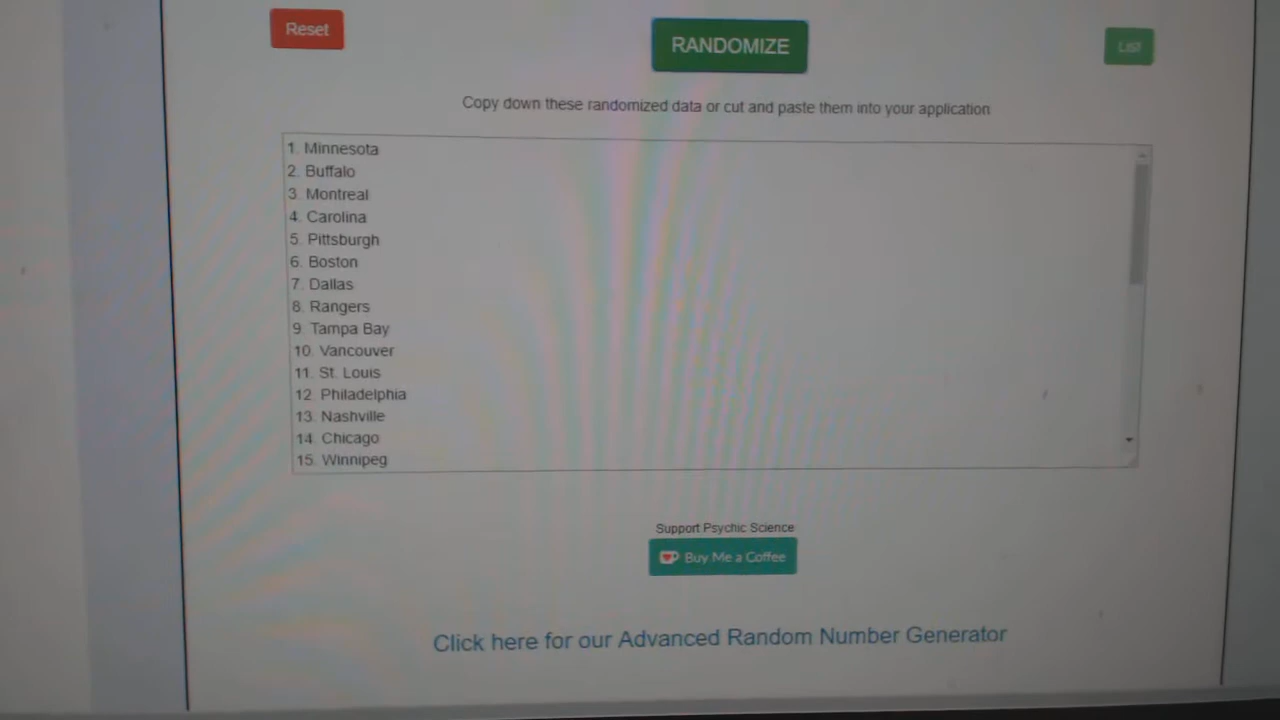 Reset
RANDOMIZE
List
Copy down these randomized data or cut and paste them into your application
1. Minnesota
2. Buffalo
3. Montreal
4. Carolina
5. Pittsburgh
6. Boston
7. Dallas
8. Rangers
9. Tampa Bay
10. Vancouver
11. St. Louis
12. Philadelphia
13. Nashville
14. Chicago
15. Winnipeg
Support Psychic Science
Buy Me a Coffee
Click here for our Advanced Random Number Generator